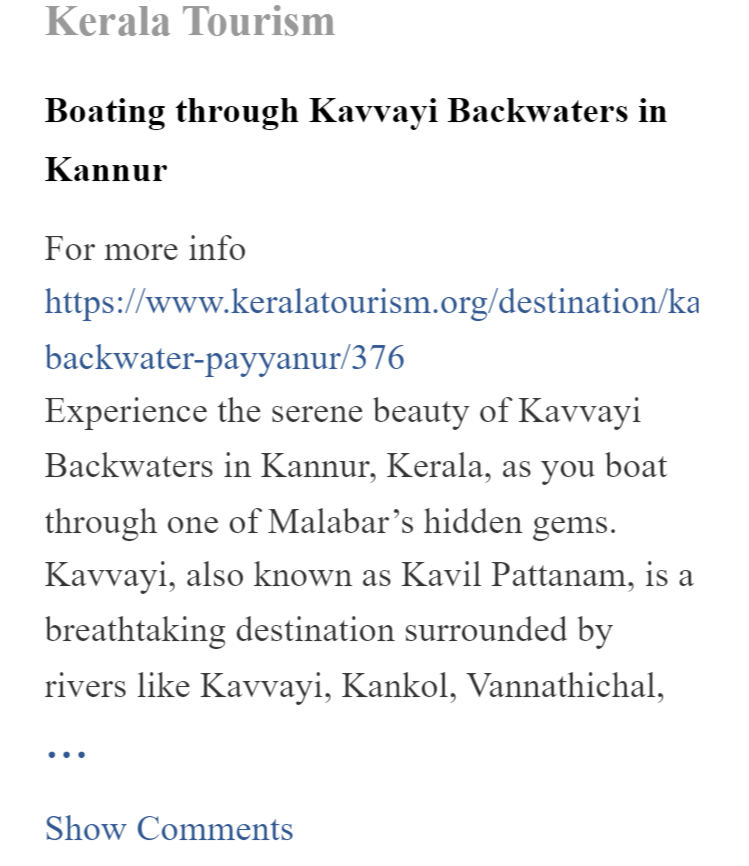 Kerala Tourism
Boating through Kavvayi Backwaters in
Kannur
For more info
https://www.keralatourism.org/destination/ka
backwater-payyanur/376
Experience the serene beauty of Kavvayi
Backwaters in Kannur, Kerala, as you boat
through one of Malabar’s hidden gems.
Kavvayi, also known as Kavil Pattanam, is a
breathtaking destination surrounded by
rivers like Kavvayi, Kankol, Vannathichal,
...
Show Comments